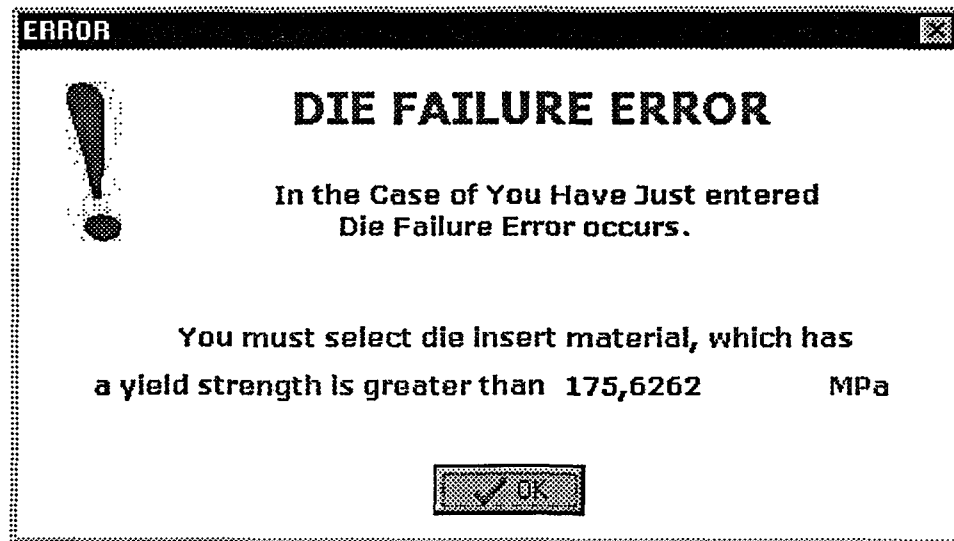 ERROR
DIE FAILURE ERROR
In the Case of You Have Just entered
Die Failure Error occurs.
You must select die insert material, which has
a yield strength is greater than 175,6262 MPa
OK